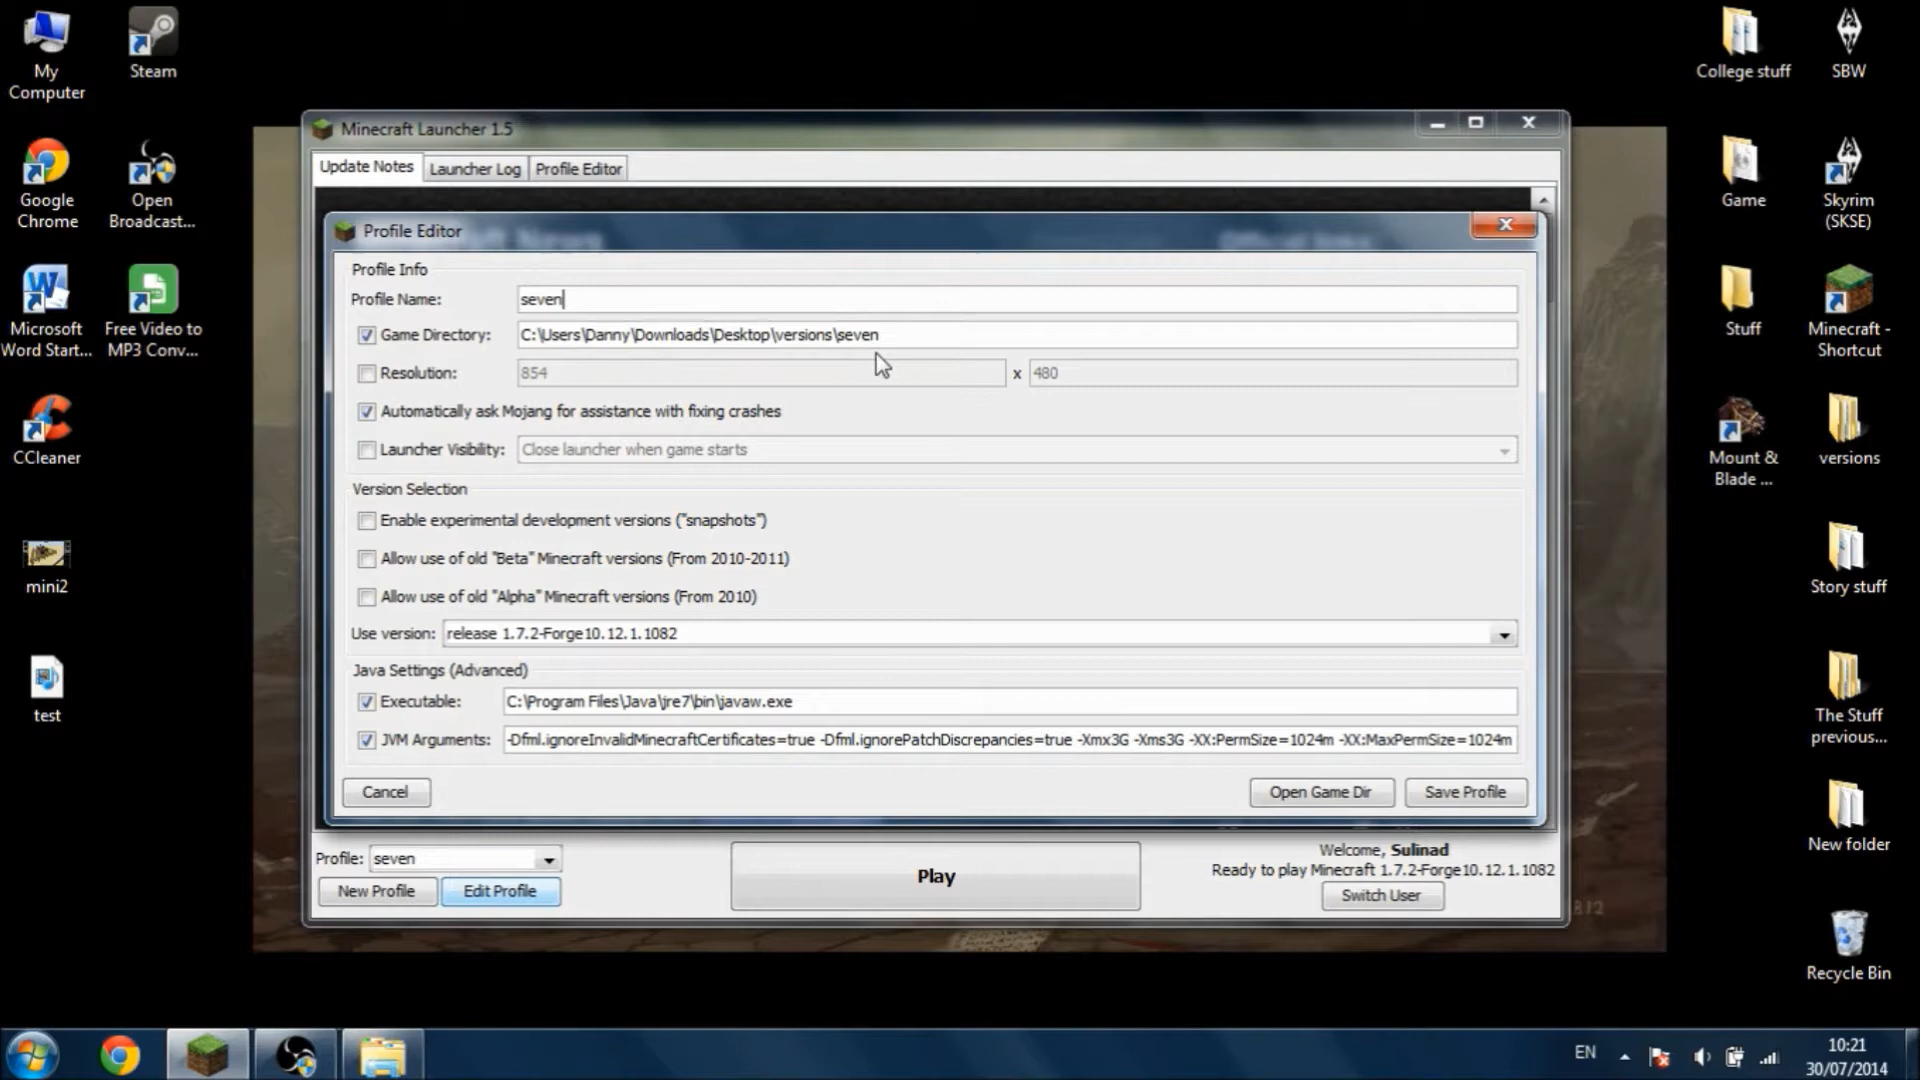 My
Computer
Steam
College stuff
SBW
Google
Chrome
Open
Broadcast...
Game
Skyrim
(SKSE)
Microsoft
Word Start...
Free Video to
MP3 Conv...
Stuff
Minecraft -
Shortcut
CCleaner
Mount &
Blade ...
versions
mini2
Story stuff
test
The Stuff
previous...
New folder
Recycle Bin
Minecraft Launcher 1.5
Update Notes
Launcher Log
Profile Editor
Profile Editor
Profile Info
Profile Name: seven
Game Directory: C:\Users\Danny\Downloads\Desktop\versions\seven
Resolution: 854 x 480
Automatically ask Mojang for assistance with fixing crashes
Launcher Visibility: Close launcher when game starts
Version Selection
Enable experimental development versions ("snapshots")
Allow use of old "Beta" Minecraft versions (From 2010-2011)
Allow use of old "Alpha" Minecraft versions (From 2010)
Use version: release 1.7.2-Forge10.12.1.1082
Java Settings (Advanced)
Executable: C:\Program Files\Java\jre7\bin\javaw.exe
JVM Arguments: -Dfml.ignoreInvalidMinecraftCertificates=true -Dfml.ignorePatchDiscrepancies=true -Xmx3G -Xms3G -XX:PermSize=1024m -XX:MaxPermSize=1024m
Cancel
Open Game Dir
Save Profile
Profile: seven
New Profile
Edit Profile
Play
Welcome, Sulinad
Ready to play Minecraft 1.7.2-Forge10.12.1.1082
Switch User
EN
10:21
30/07/2014